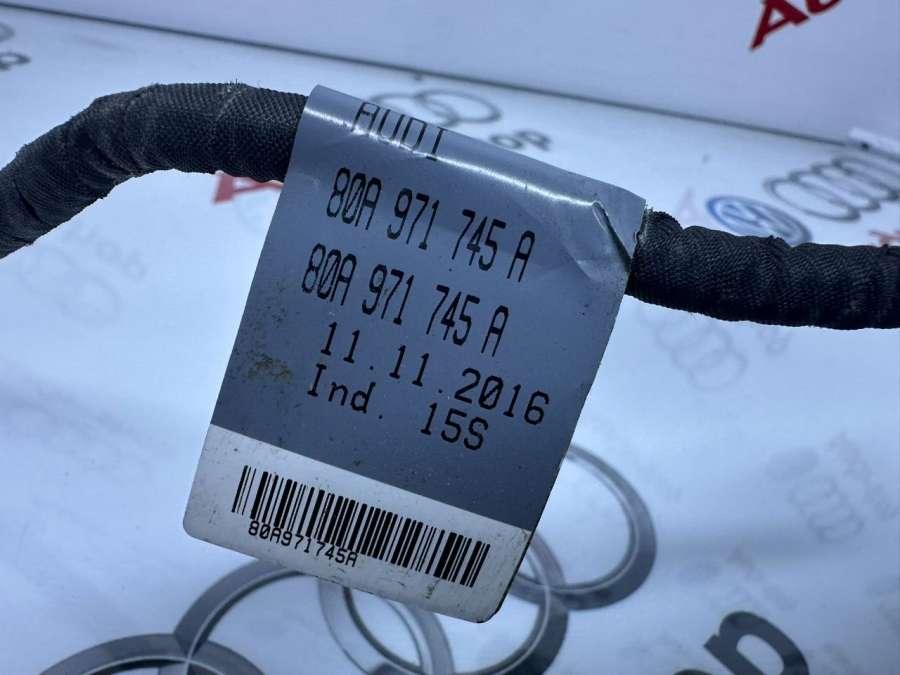 AUDI
80A 971 745 A
80A 971 745 A
11.11.2016
Ind. 15S
80A971745A